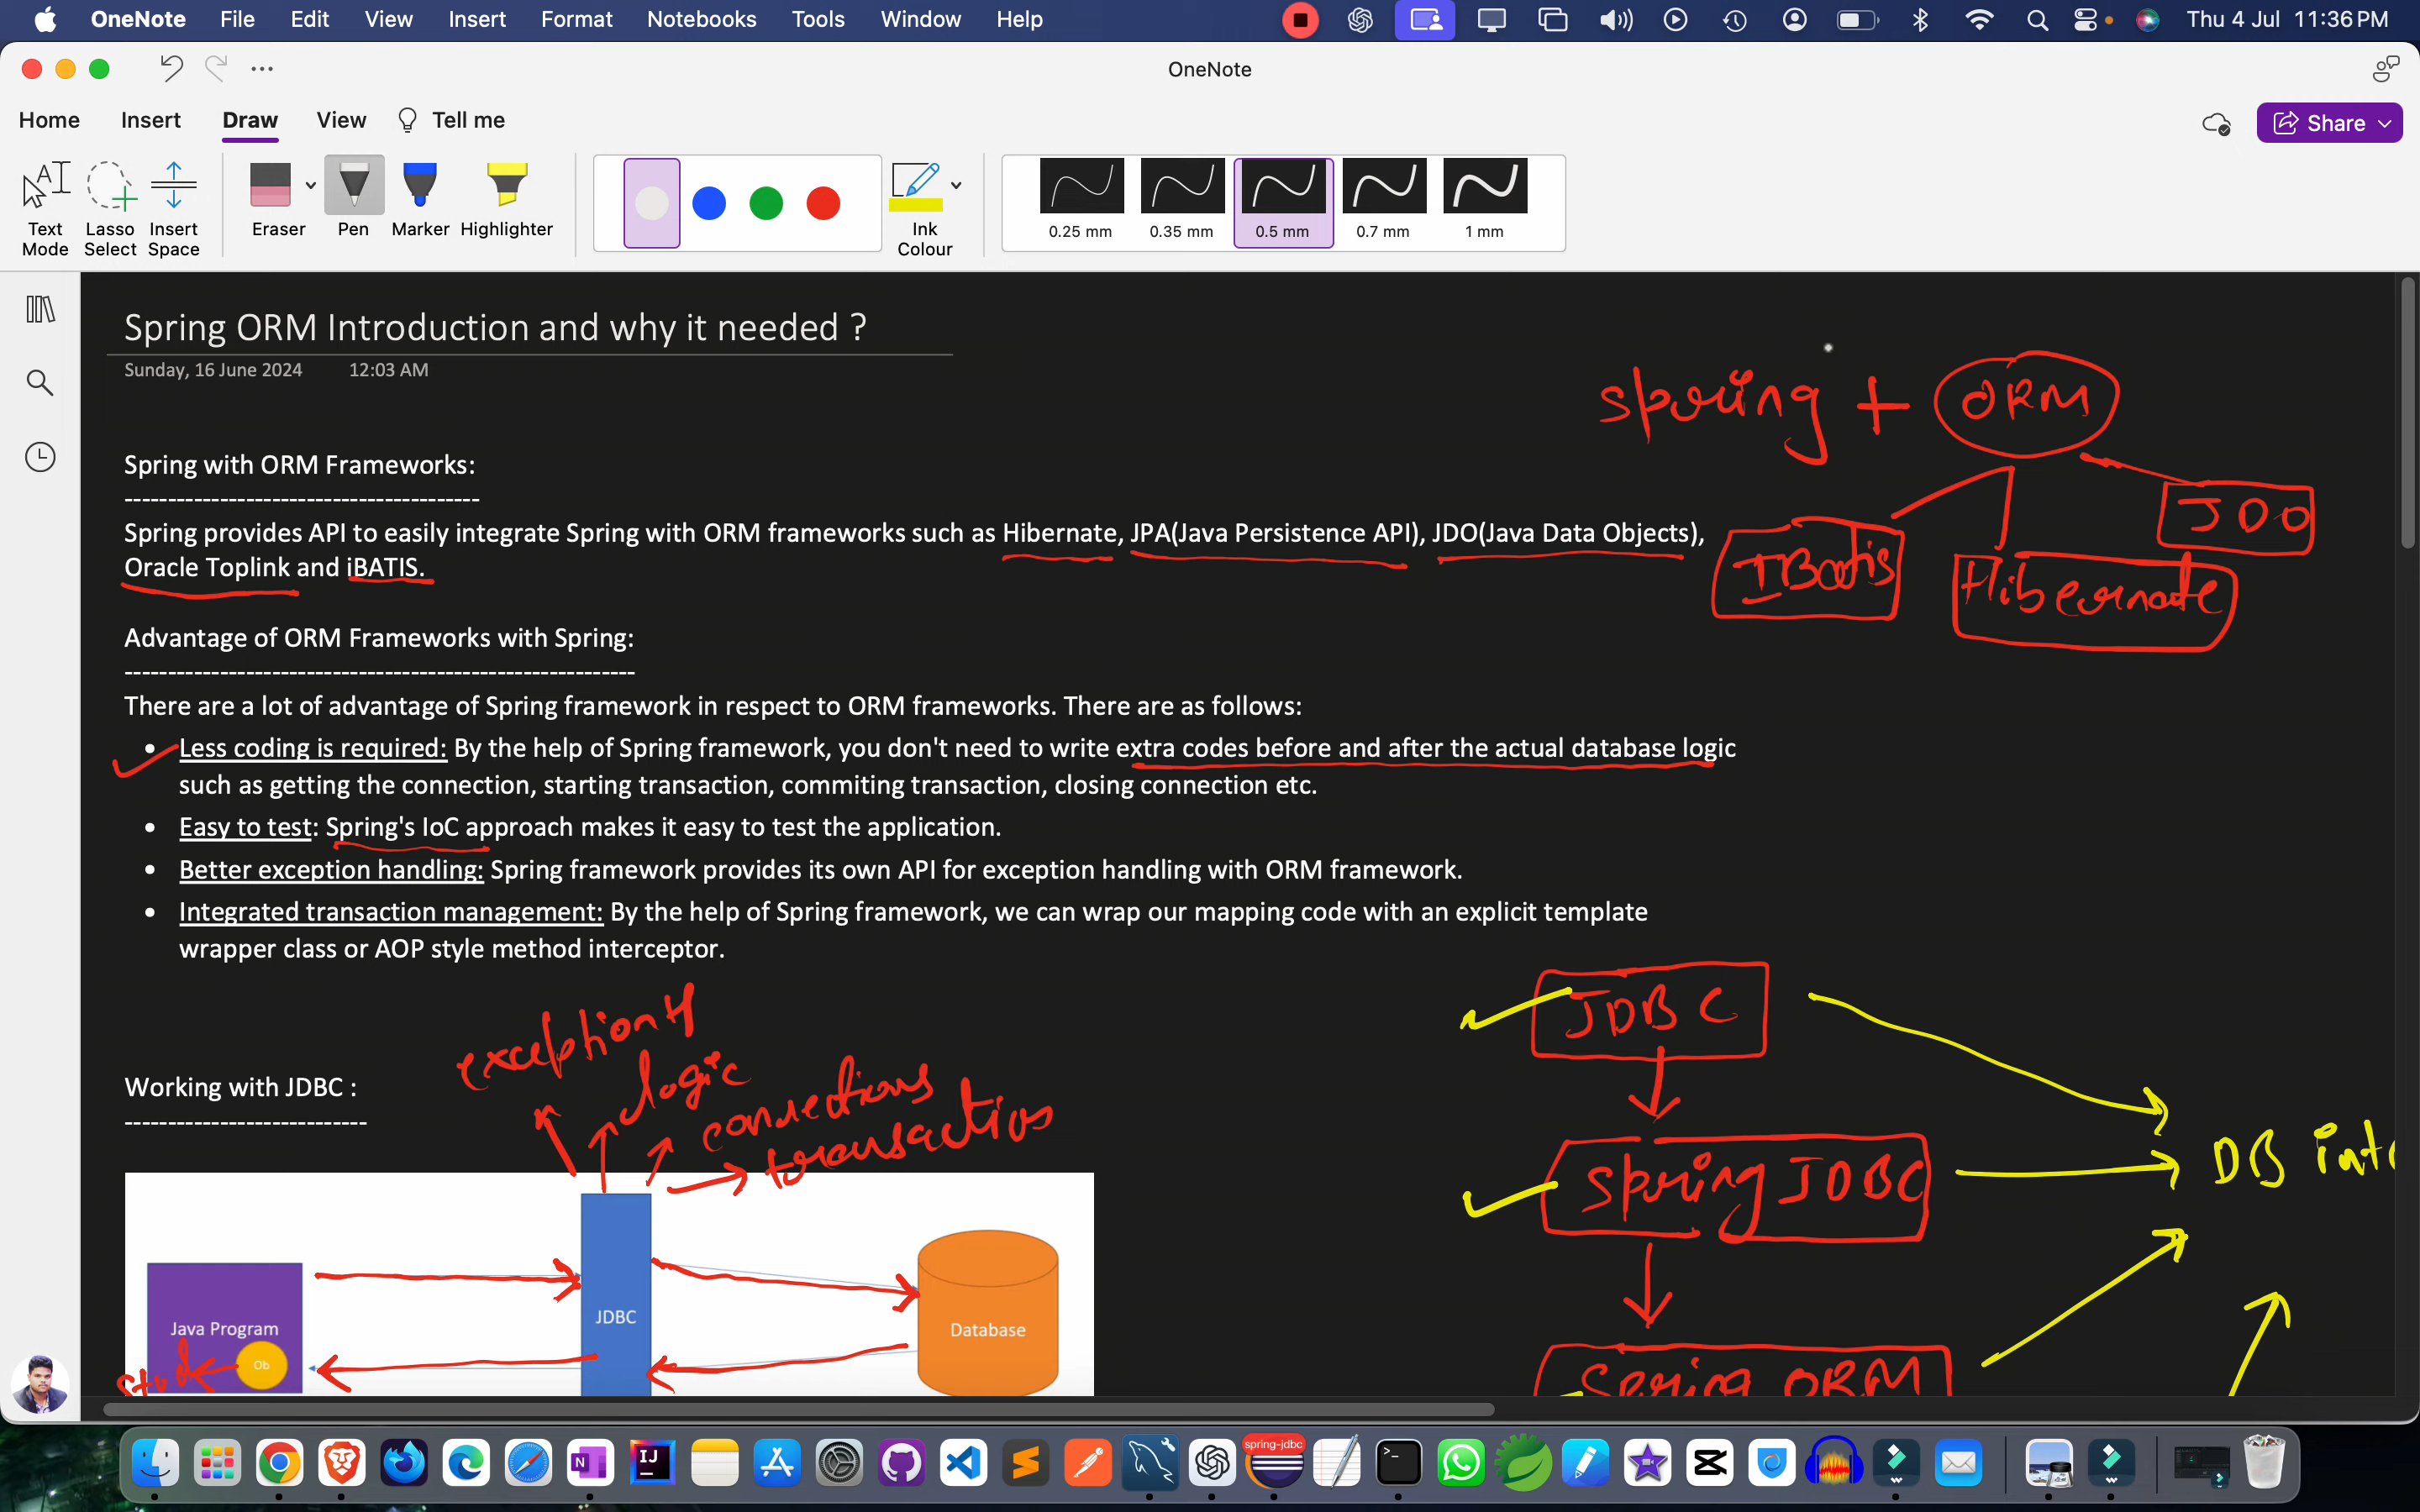 OneNote File Edit View Insert Format Notebooks Tools Window Help Thu 4 Jul 11:36 PM
OneNote
Home Insert Draw View Tell me Share
Text Mode
Lasso Select
Insert Space
Eraser
Pen
Marker
Highlighter
Ink Colour
0.25 mm 0.35 mm 0.5 mm 0.7 mm 1 mm
Spring ORM Introduction and why it needed ?
Sunday, 16 June 2024 12:03 AM
spring + ORM
Spring with ORM Frameworks:
----------------------------------------
Spring provides API to easily integrate Spring with ORM frameworks such as Hibernate, JPA(Java Persistence API), JDO(Java Data Objects),
Oracle Toplink and iBATIS.
IBatis Hibernate JDO
Advantage of ORM Frameworks with Spring:
----------------------------------------------------------
There are a lot of advantage of Spring framework in respect to ORM frameworks. There are as follows:
• Less coding is required: By the help of Spring framework, you don't need to write extra codes before and after the actual database logic
such as getting the connection, starting transaction, commiting transaction, closing connection etc.
• Easy to test: Spring's IoC approach makes it easy to test the application.
• Better exception handling: Spring framework provides its own API for exception handling with ORM framework.
• Integrated transaction management: By the help of Spring framework, we can wrap our mapping code with an explicit template
wrapper class or AOP style method interceptor.
Working with JDBC :
----------------------------
logic
connections
JDBC
Spring JDBC
Spring ORM
DB
Java Program
Ob
JDBC
Database
stud
spring-jdbc